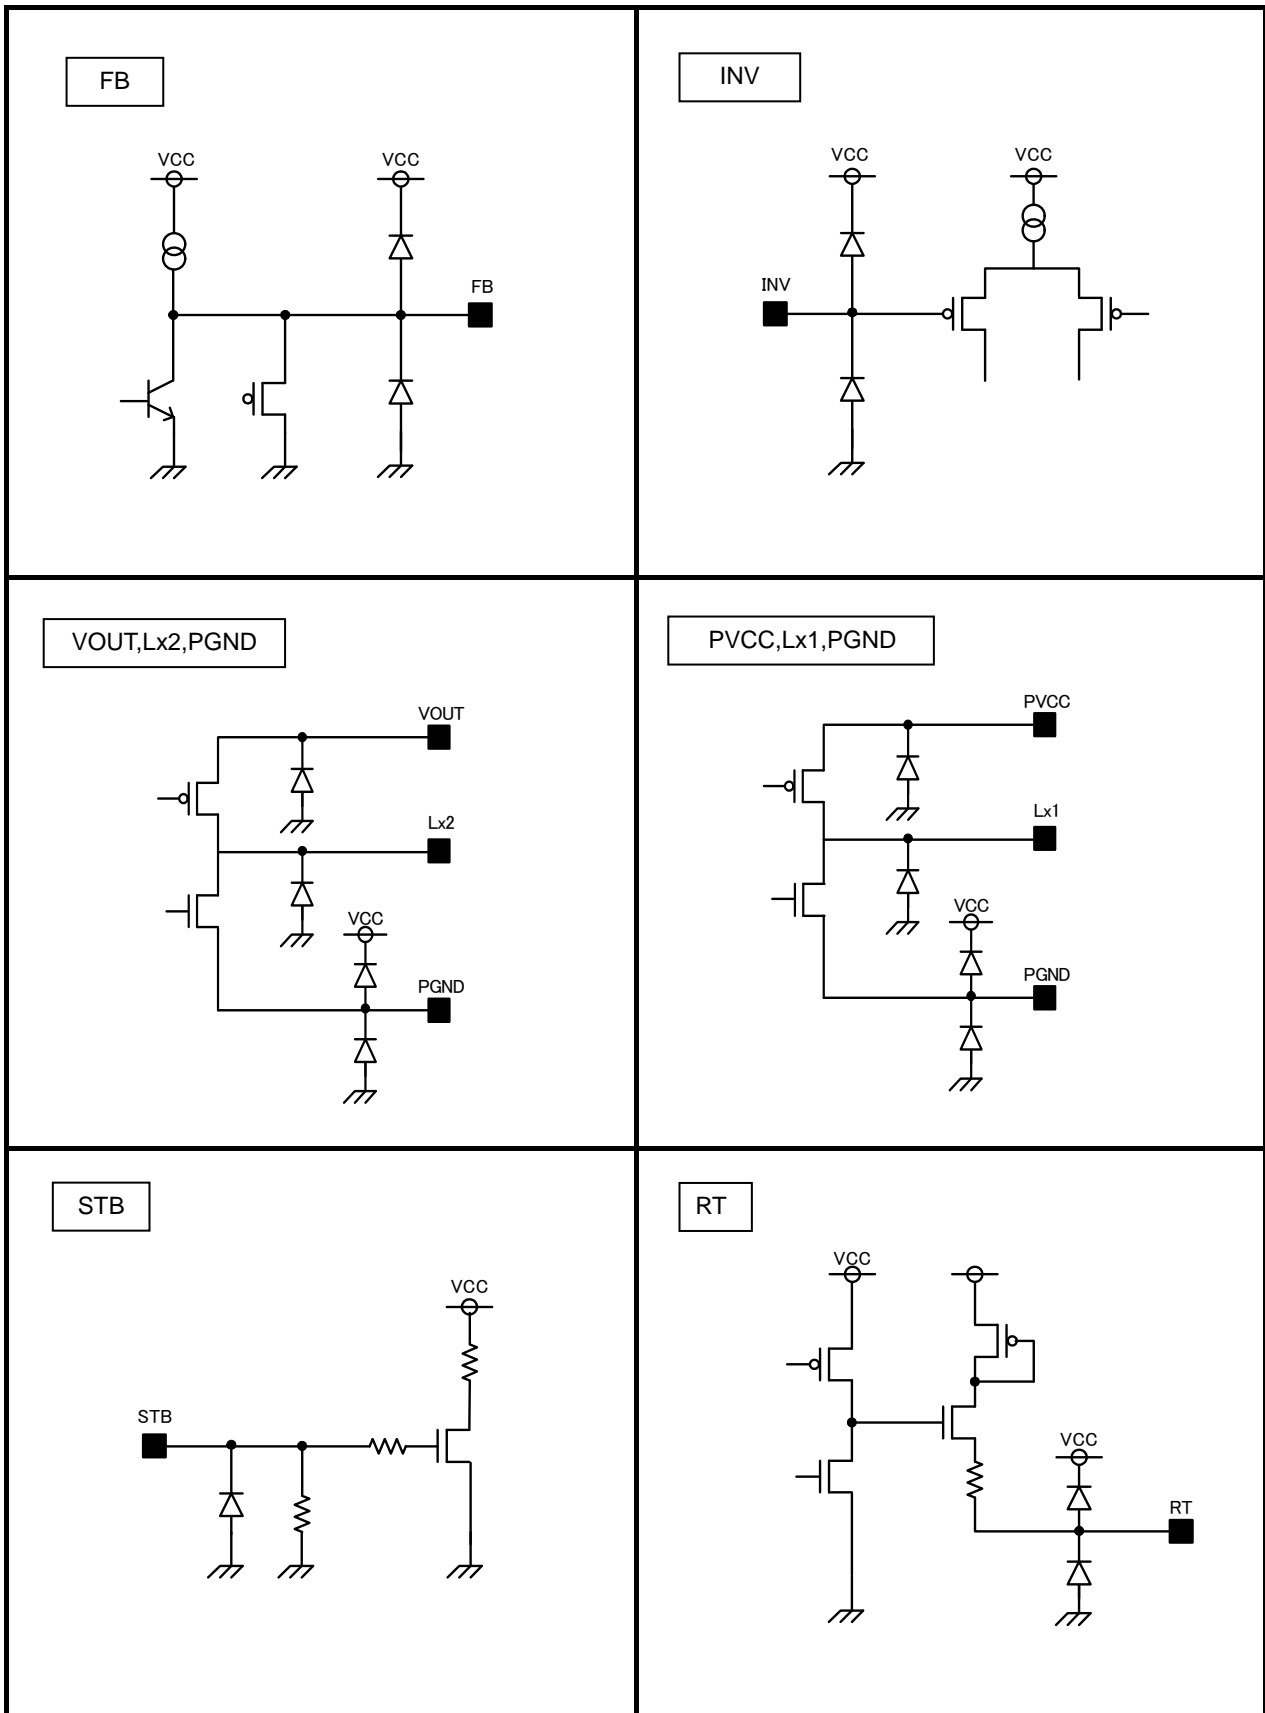 FB
VCC
VCC
FB
INV
VCC
VCC
INV
VOUT,Lx2,PGND
VOUT
Lx2
VCC
PGND
PVCC,Lx1,PGND
PVCC
Lx1
VCC
PGND
STB
VCC
STB
RT
VCC
VCC
RT